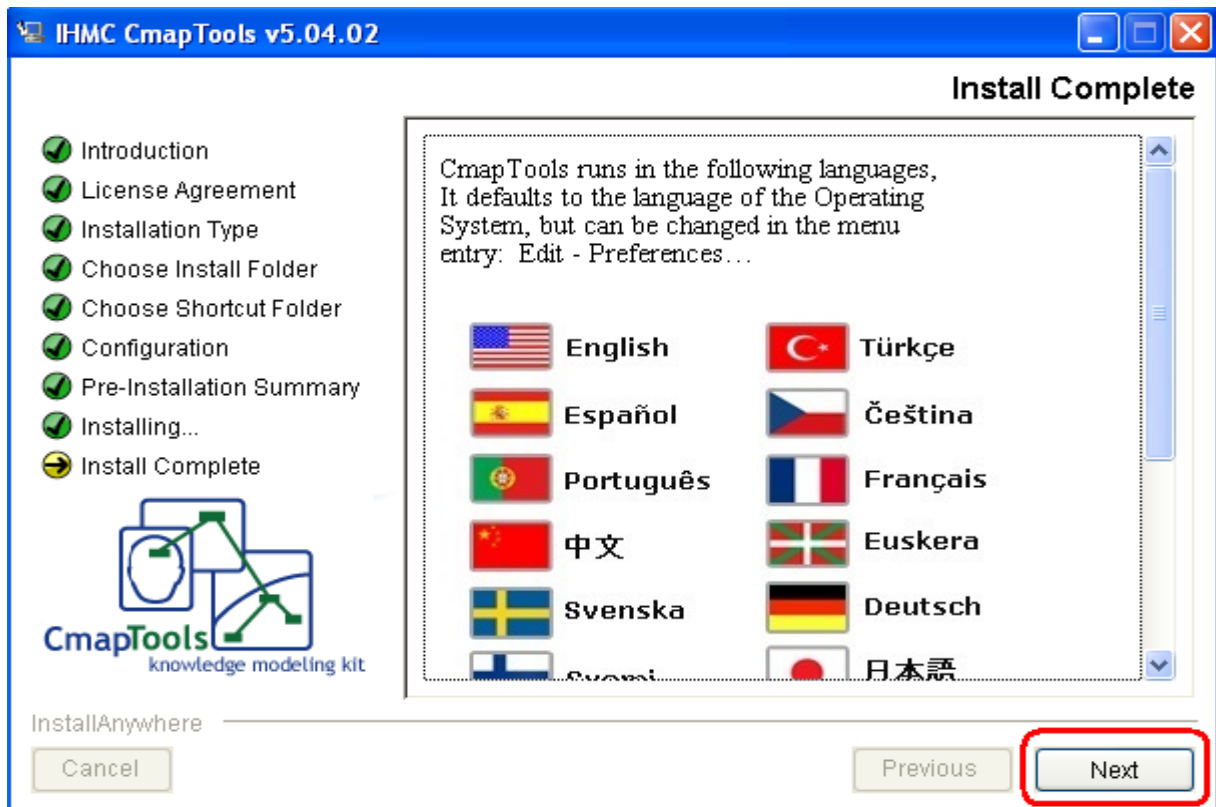 IHMC CmapTools v5.04.02
Install Complete
Introduction
License Agreement
Installation Type
Choose Install Folder
Choose Shortcut Folder
Configuration
Pre-Installation Summary
Installing...
Install Complete
CmapTools
knowledge modeling kit
CmapTools runs in the following languages,
It defaults to the language of the Operating
System, but can be changed in the menu
entry: Edit - Preferences...
English
Türkçe
Español
Čeština
Português
Français
中文
Euskera
Svenska
Deutsch
日本語
InstallAnywhere
Cancel
Previous
Next